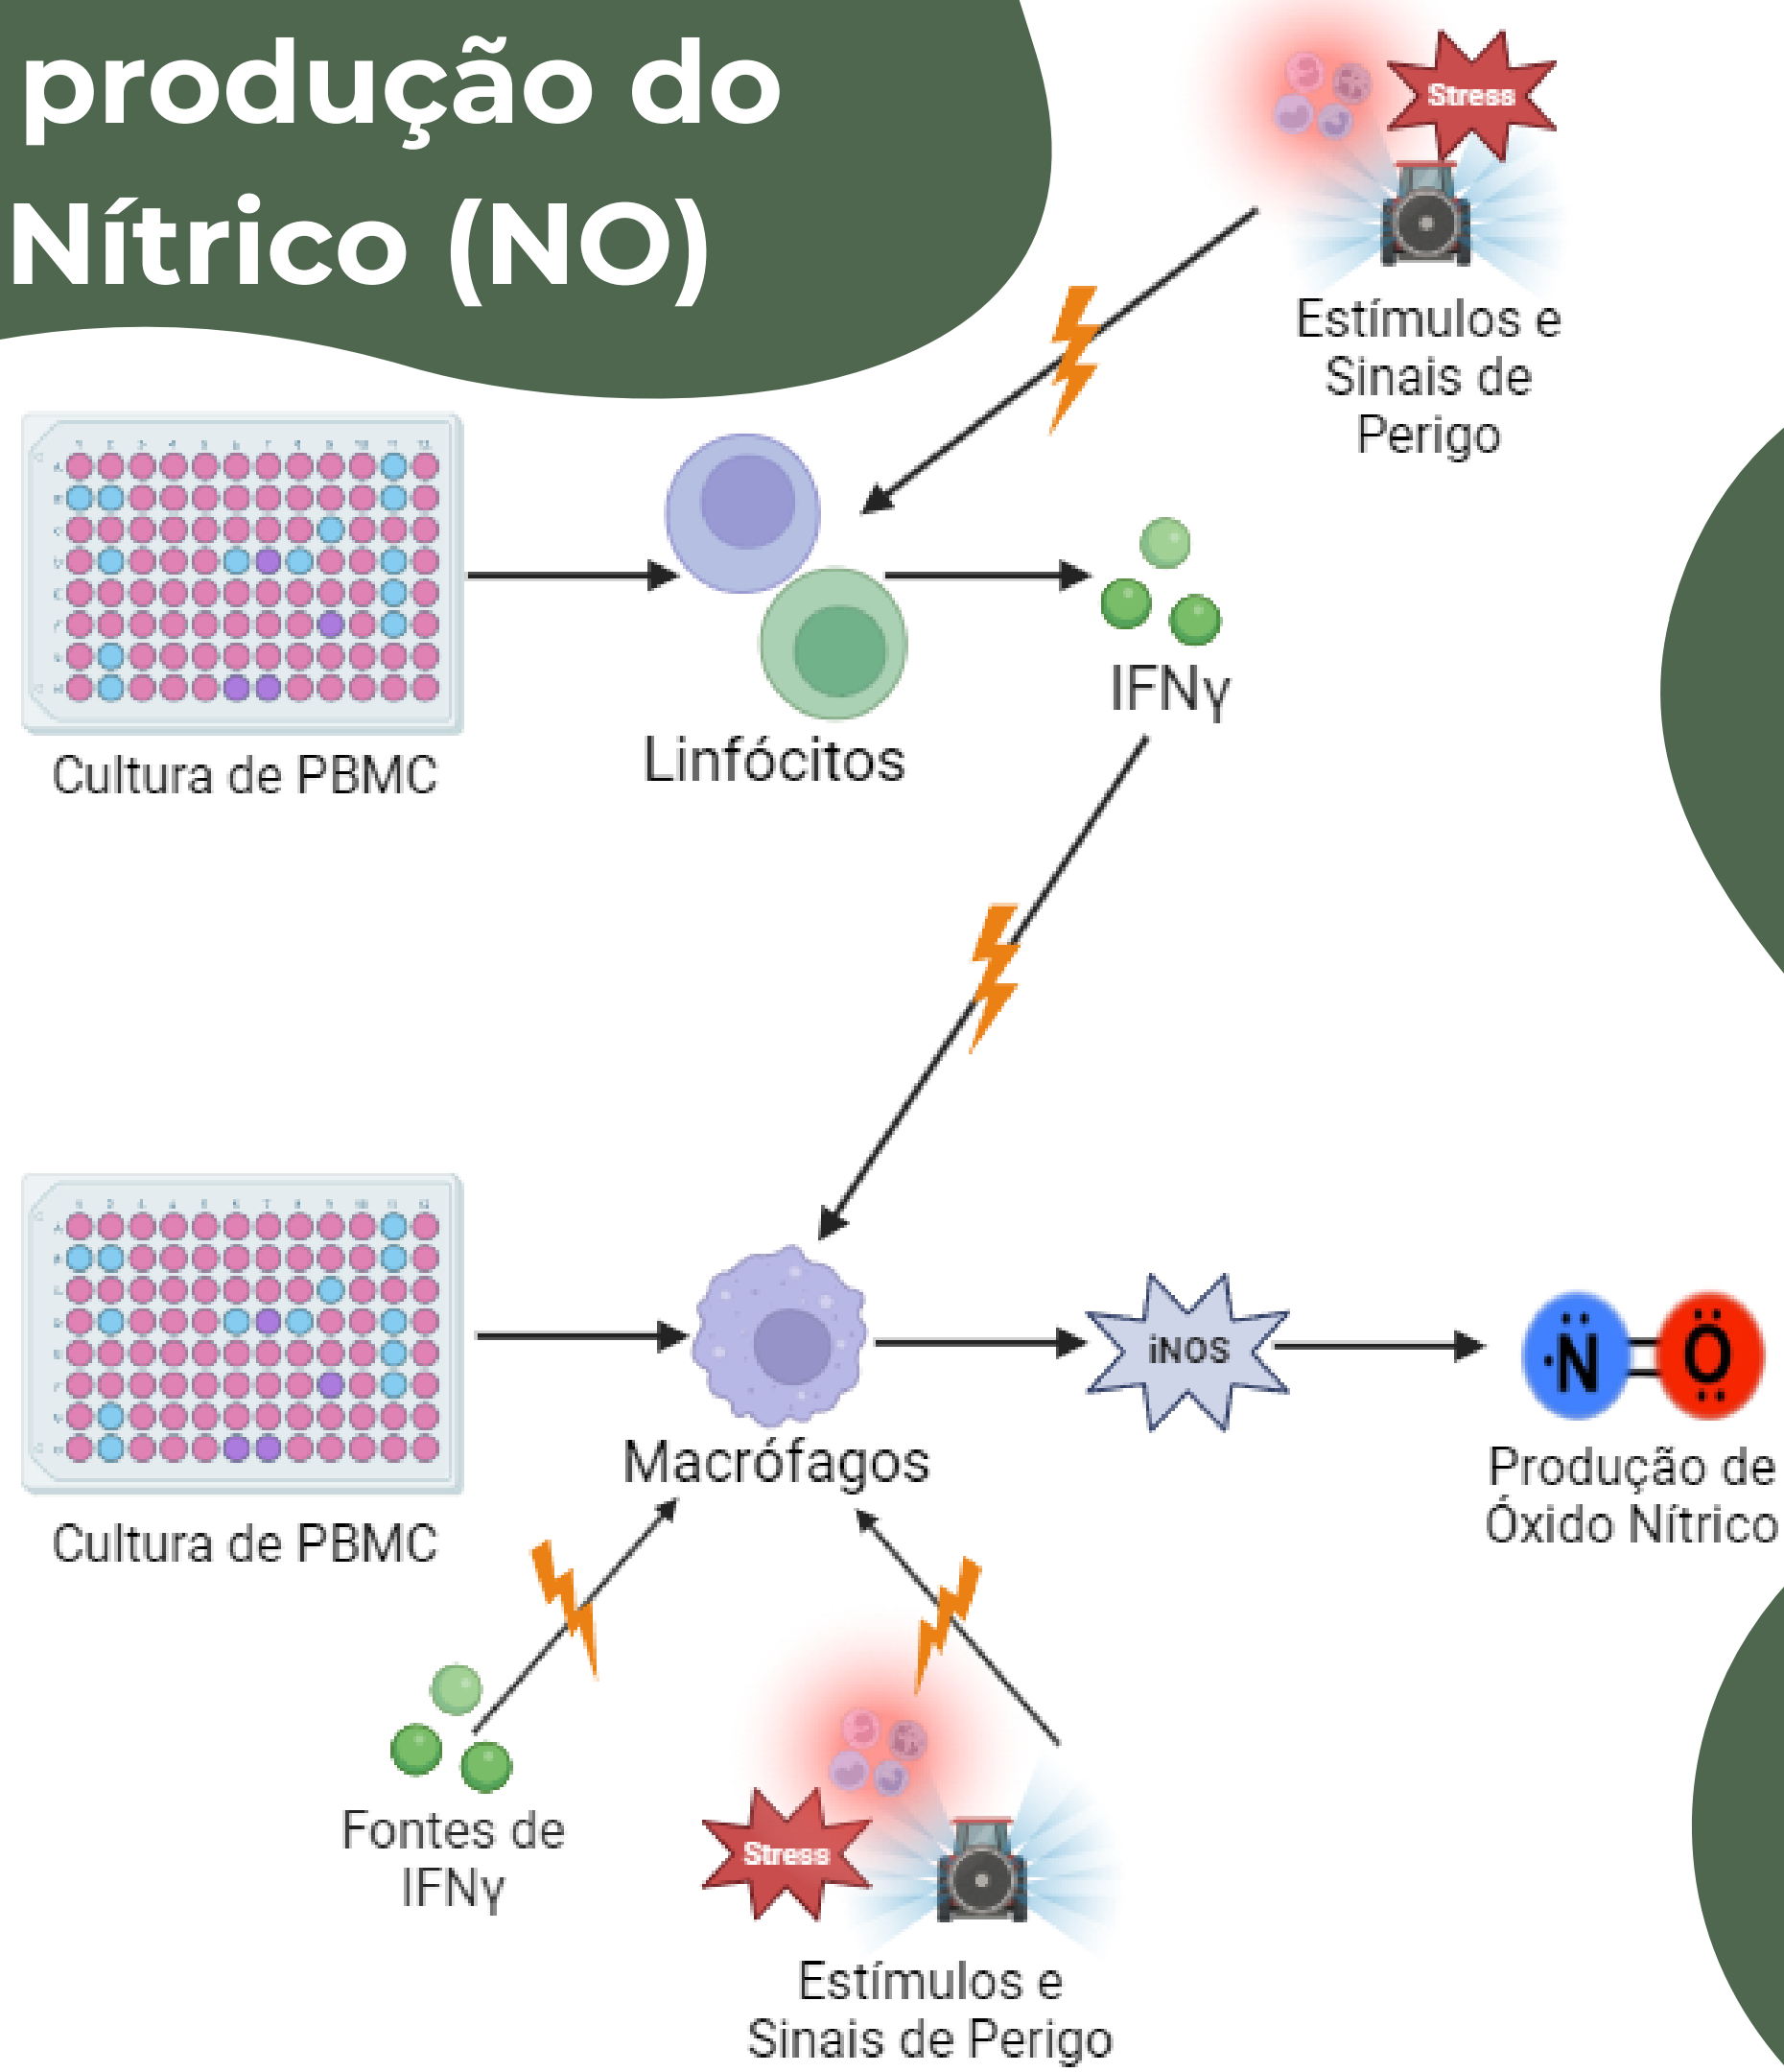 produção do
Nítrico (NO)
Stress
Estímulos e
Sinais de
Perigo
Cultura de PBMC
Linfócitos
IFNγ
Cultura de PBMC
Macrófagos
iNOS
N O
Produção de
Óxido Nítrico
Fontes de
IFNγ
Stress
Estímulos e
Sinais de Perigo